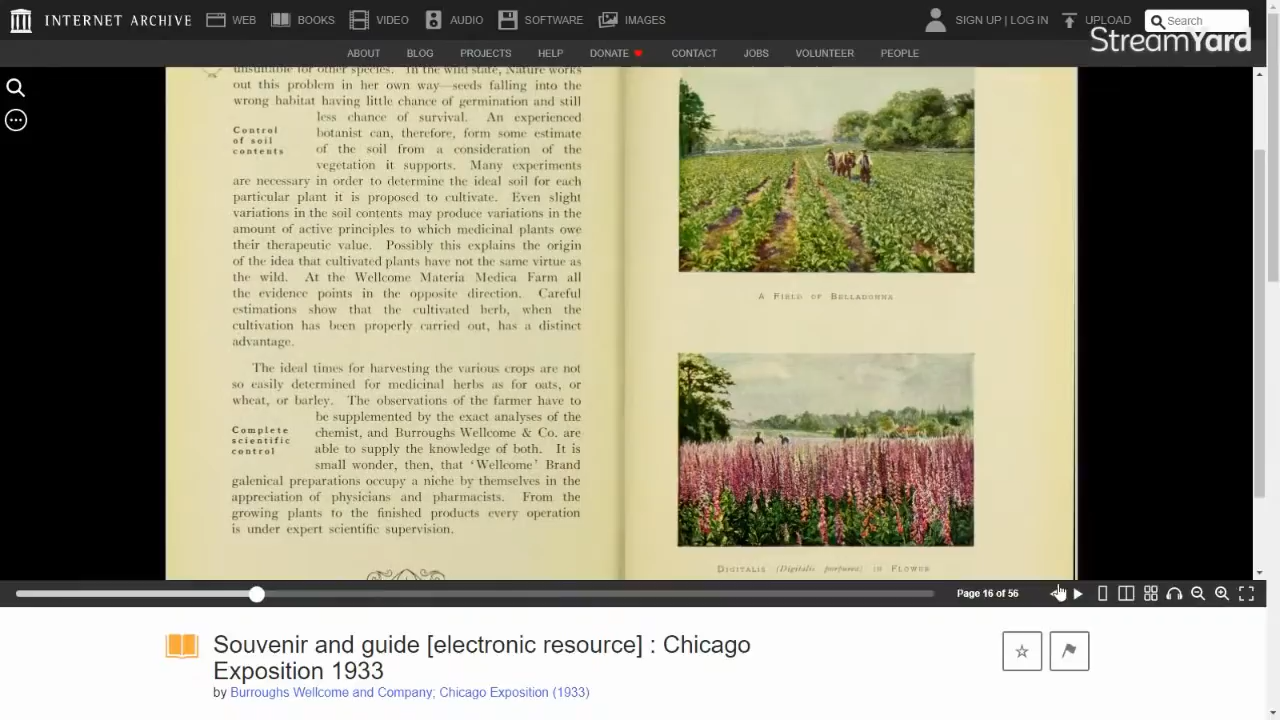 INTERNET ARCHIVE
WEB
BOOKS
VIDEO
AUDIO
SOFTWARE
IMAGES
SIGN UP | LOG IN
UPLOAD
Search
StreamYard
ABOUT
BLOG
PROJECTS
HELP
DONATE
CONTACT
JOBS
VOLUNTEER
PEOPLE
unsuitable for other species. In the wild state, Nature works
out this problem in her own way—seeds falling into the
wrong habitat having little chance of germination and still
less chance of survival. An experienced
botanist can, therefore, form some estimate
of the soil from a consideration of the
vegetation it supports. Many experiments
Control
of soil
contents
are necessary in order to determine the ideal soil for each
particular plant it is proposed to cultivate. Even slight
variations in the soil contents may produce variations in the
amount of active principles to which medicinal plants owe
their therapeutic value. Possibly this explains the origin
of the idea that cultivated plants have not the same virtue as
the wild. At the Wellcome Materia Medica Farm all
the evidence points in the opposite direction. Careful
estimations show that the cultivated herb, when the
cultivation has been properly carried out, has a distinct
advantage.
The ideal times for harvesting the various crops are not
so easily determined for medicinal herbs as for oats, or
wheat, or barley. The observations of the farmer have to
be supplemented by the exact analyses of the
chemist, and Burroughs Wellcome & Co. are
able to supply the knowledge of both. It is
small wonder, then, that 'Wellcome' Brand
Complete
scientific
control
galenical preparations occupy a niche by themselves in the
appreciation of physicians and pharmacists. From the
growing plants to the finished products every operation
is under expert scientific supervision.
A FIELD OF BELLADONNA
DIGITALIS (Digitalis purpurea) IN FLOWER
Page 16 of 56
Souvenir and guide [electronic resource] : Chicago
Exposition 1933
by Burroughs Wellcome and Company; Chicago Exposition (1933)